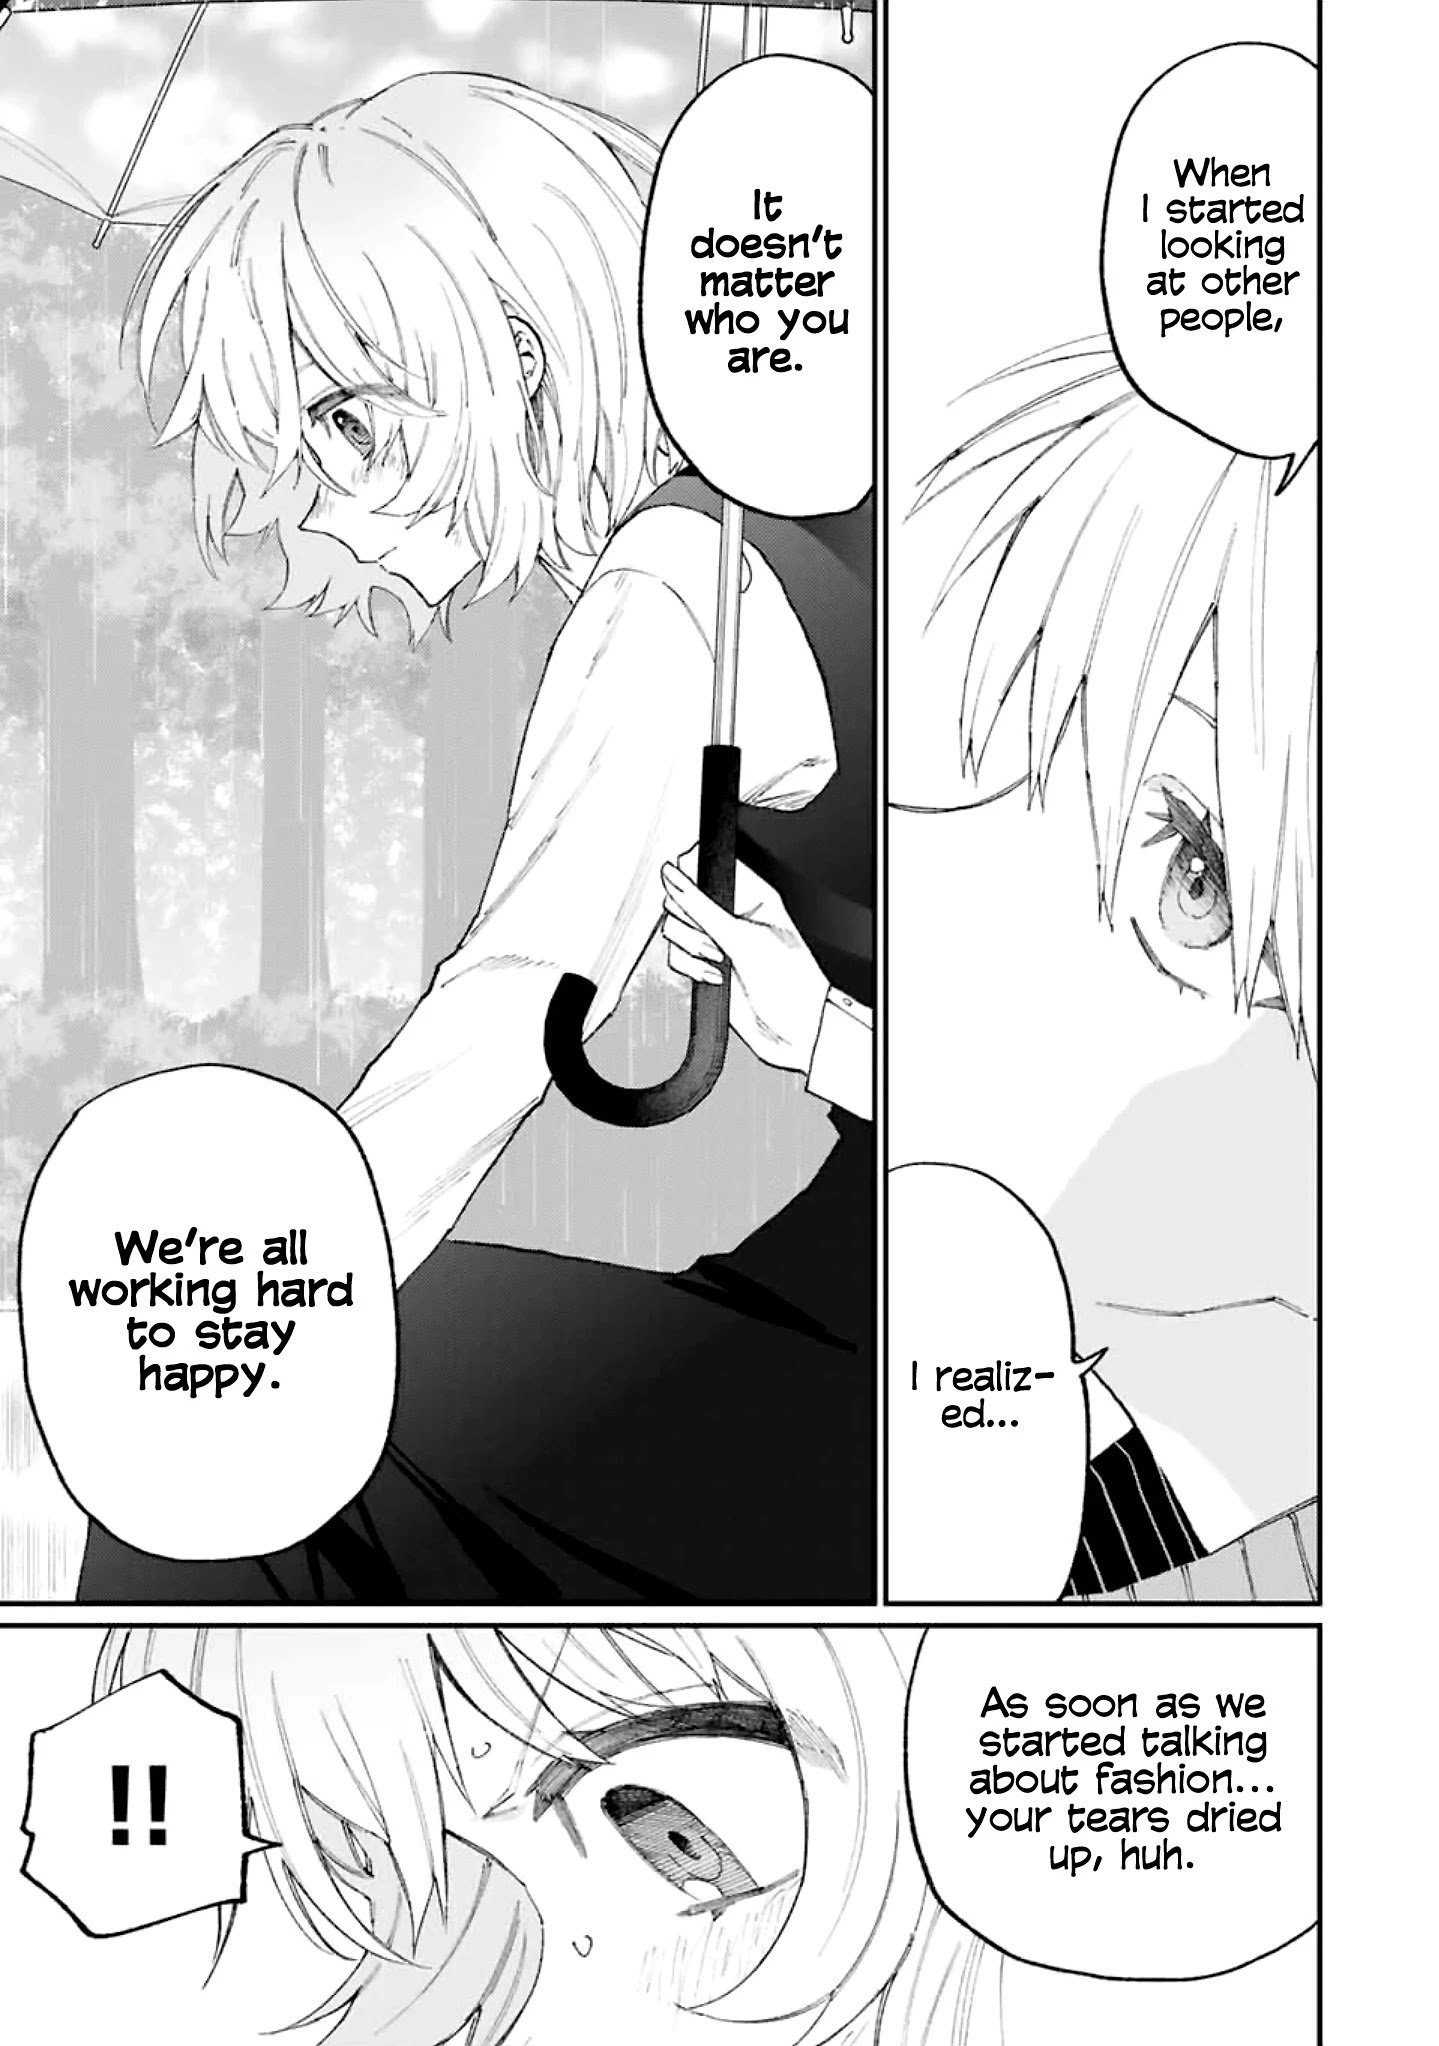 When
I started
looking
at other
people,
I realiz-
ed...
It
doesn't
matter
who you
are.
We're all
working hard
to stay
happy.
As soon as we
started talking
about fashion...
your tears dried
up, huh.
!!